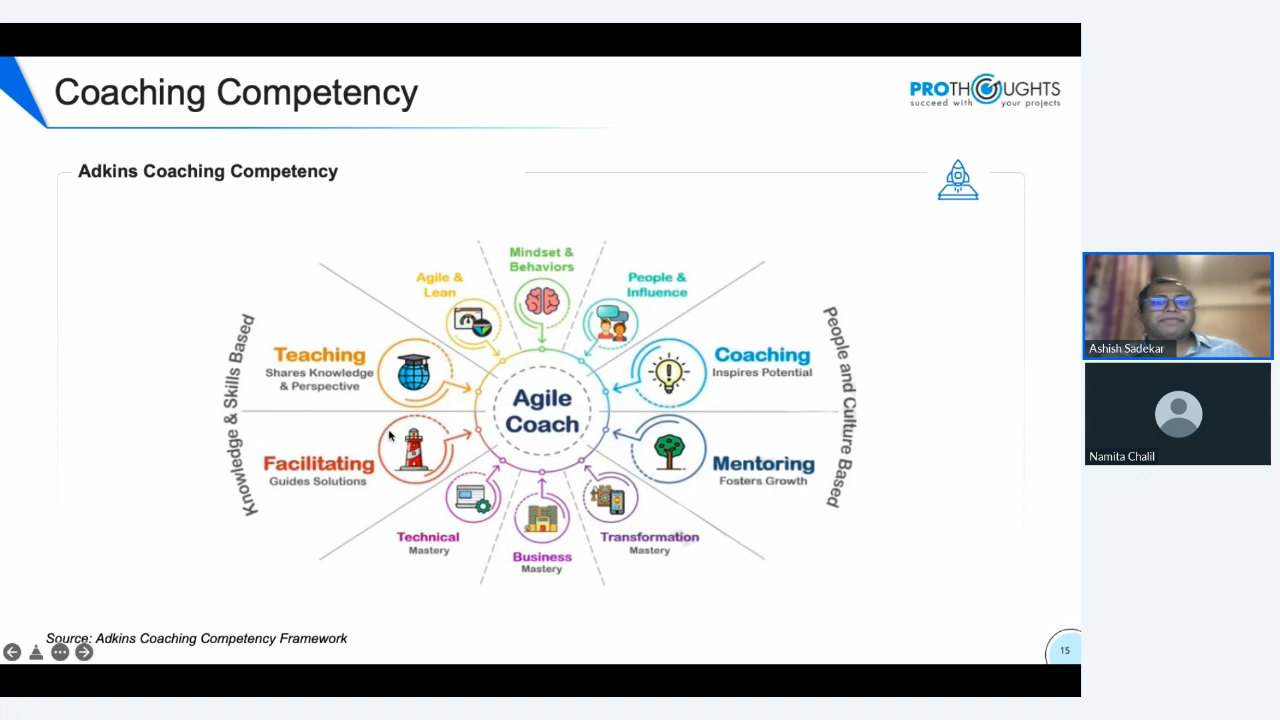 Coaching Competency
PROTHOUGHTS
succeed with your projects
Adkins Coaching Competency
Mindset &
Behaviors
Agile &
Lean
People &
Influence
Teaching
Shares Knowledge
& Perspective
Coaching
Inspires Potential
Knowledge & Skills Based
Agile
Coach
People and Culture Based
Facilitating
Guides Solutions
Mentoring
Fosters Growth
Technical
Mastery
Business
Mastery
Transformation
Mastery
Source: Adkins Coaching Competency Framework
15
Ashish Sadekar
Namita Chalil